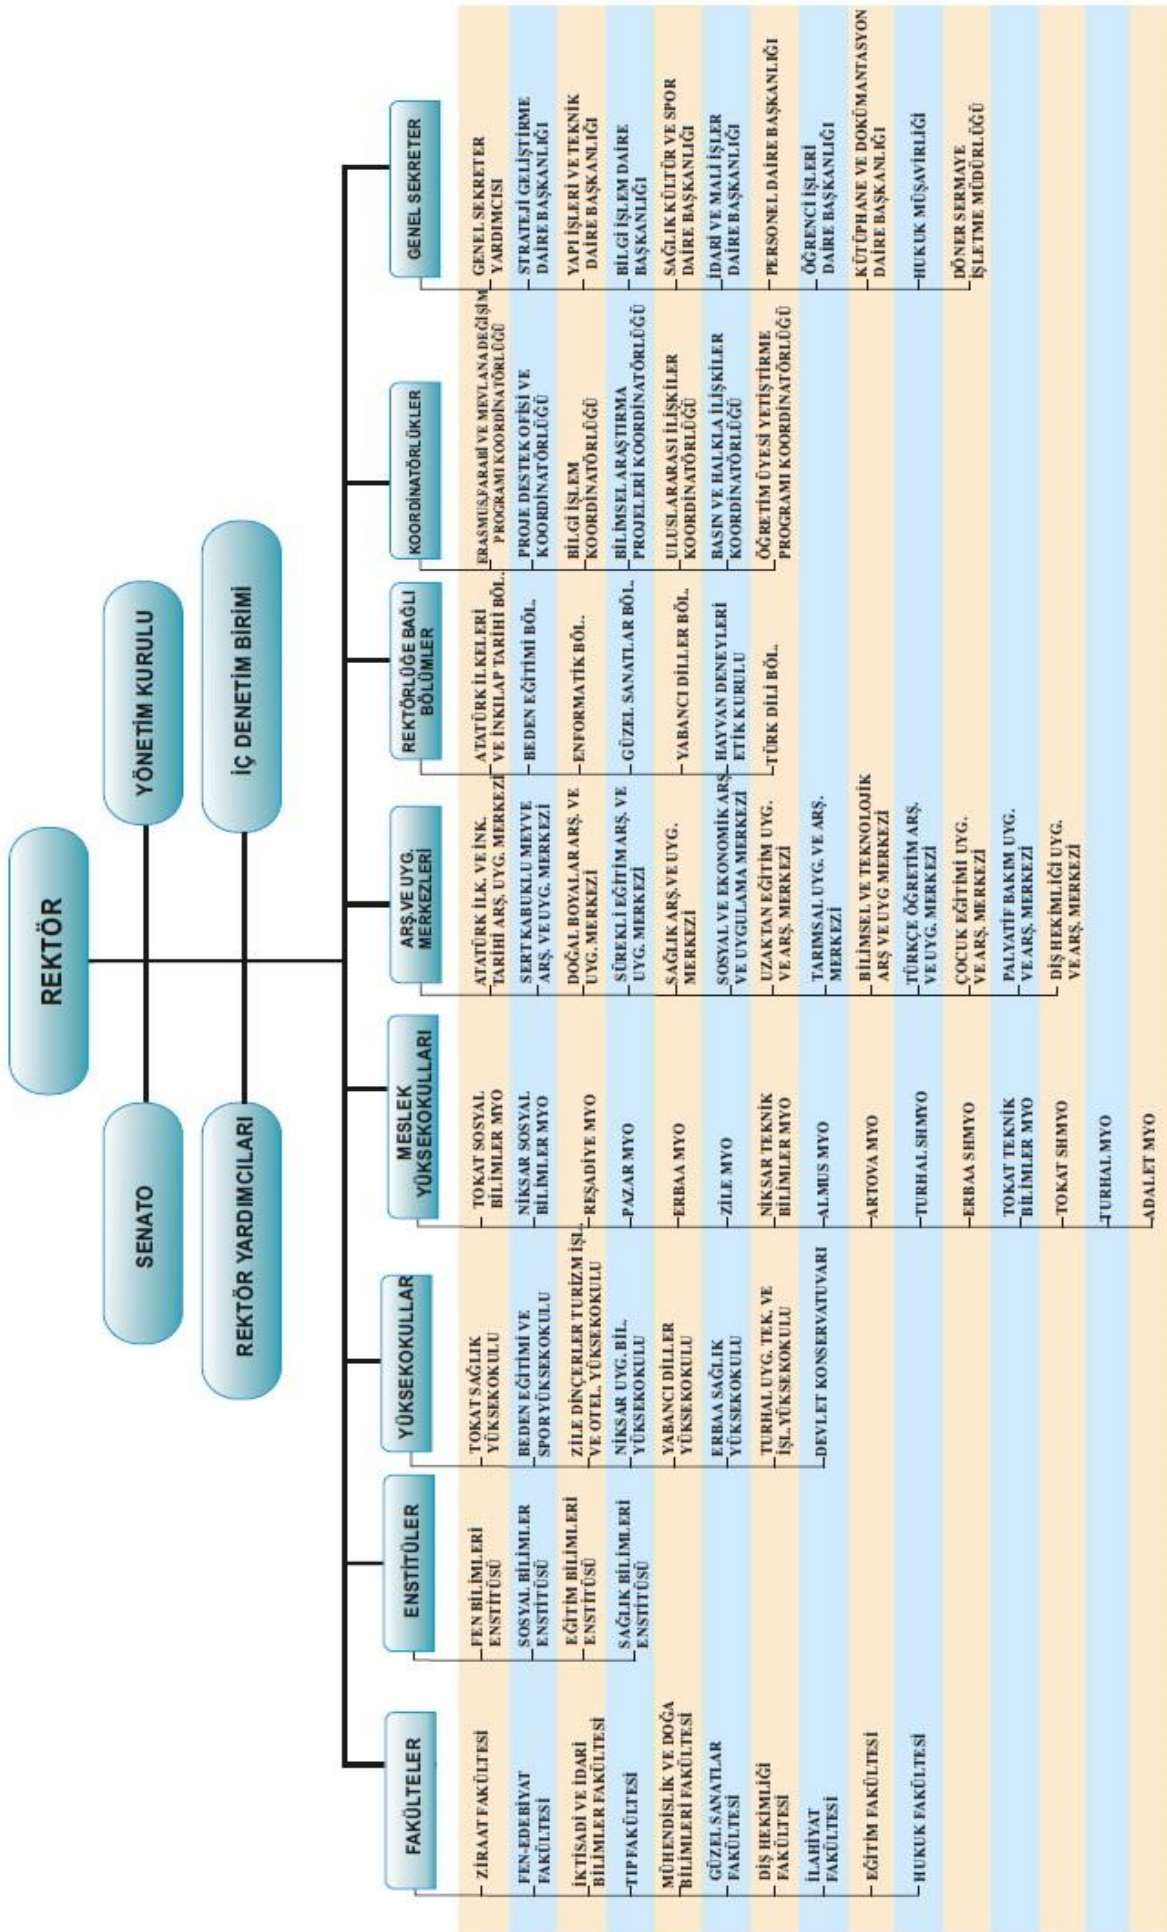 REKTÖR
SENATO
YÖNETİM KURULU
REKTÖR YARDIMCILARI
İÇ DENETİM BİRİMİ
FAKÜLTELER
ZİRAAT FAKÜLTESİ
FEN-EDEBİYAT
FAKÜLTESİ
İKTİSADİ VE İDARİ
BİLİMLER FAKÜLTESİ
TIP FAKÜLTESİ
MÜHENDİSLİK VE DOĞA
BİLİMLERİ FAKÜLTESİ
GÜZEL SANATLAR
FAKÜLTESİ
DİŞ HEKİMLİĞİ
FAKÜLTESİ
İLAHİYAT
FAKÜLTESİ
EĞİTİM FAKÜLTESİ
HUKUK FAKÜLTESİ
ENSTİTÜLER
FEN BİLİMLERİ
ENSTİTÜSÜ
SOSYAL BİLİMLER
ENSTİTÜSÜ
EĞİTİM BİLİMLERİ
ENSTİTÜSÜ
SAĞLIK BİLİMLERİ
ENSTİTÜSÜ
YÜKSEKOKULLAR
TOKAT SAĞLIK
YÜKSEKOKULU
BEDEN EĞİTİMİ VE
SPOR YÜKSEKOKULU
ZİLE DİNÇERLER TURİZM İŞL.
VE OTEL. YÜKSEKOKULU
NİKSAR UYG. BİL.
YÜKSEKOKULU
YABANCI DİLLER
YÜKSEKOKULU
ERBAA SAĞLIK
YÜKSEKOKULU
TURHAL UYG. TEK. VE
İŞL. YÜKSEKOKULU
DEVLET KONSERVATUVARI
MESLEK
YÜKSEKOKULLARI
TOKAT SOSYAL
BİLİMLER MYO
NİKSAR SOSYAL
BİLİMLER MYO
REŞADİYE MYO
PAZAR MYO
ERBAA MYO
ZİLE MYO
NİKSAR TEKNİK
BİLİMLER MYO
ALMUS MYO
ARTOVA MYO
TURHAL SHMYO
ERBAA SHMYO
TOKAT TEKNİK
BİLİMLER MYO
TOKAT SHMYO
TURHAL MYO
ADALET MYO
ARŞ.VE UYG.
MERKEZLERİ
ATATÜRK İLK. VE İNK.
TARİHİ ARŞ. UYG. MERKEZİ
SERT KABUKLU MEYVE
ARŞ. VE UYG. MERKEZİ
DOĞAL BOYALAR ARŞ. VE
UYG. MERKEZİ
SÜREKLİ EĞİTİM ARŞ. VE
UYG. MERKEZİ
SAĞLIK ARŞ.VE UYG.
MERKEZİ
SOSYAL VE EKONOMİK ARŞ.
VE UYGULAMA MERKEZİ
UZAKTAN EĞİTİM UYG.
VE ARŞ. MERKEZİ
TARIMSAL UYG. VE ARŞ.
MERKEZİ
BİLİMSEL VE TEKNOLOJİK
ARŞ VE UYG MERKEZİ
TÜRKÇE ÖĞRETİM ARŞ.
VE UYG. MERKEZİ
ÇOCUK EĞİTİMİ UYG.
VE ARŞ. MERKEZİ
PALYATİF BAKIM UYG.
VE ARŞ. MERKEZİ
DİŞ HEKİMLİĞİ UYG.
VE ARŞ. MERKEZİ
REKTÖRLÜĞE BAĞLI
BÖLÜMLER
ATATÜRK İLKELERİ
VE İNKILAP TARİHİ BÖL.
BEDEN EĞİTİMİ BÖL.
ENFORMATİK BÖL.
GÜZEL SANATLAR BÖL.
YABANCI DİLLER BÖL.
HAYVAN DENEYLERİ
ETİK KURULU
TÜRK DİLİ BÖL.
KOORDİNATÖRLÜKLER
ERASMUS,FARABİ VE MEVLANA DEĞİŞİM
PROGRAMI KOORDİNATÖRLÜĞÜ
PROJE DESTEK OFİSİ VE
KOORDİNATÖRLÜĞÜ
BİLGİ İŞLEM
KOORDİNATÖRLÜĞÜ
BİLİMSEL ARAŞTIRMA
PROJELERİ KOORDİNATÖRLÜĞÜ
ULUSLARARASI İLİŞKİLER
KOORDİNATÖRLÜĞÜ
BASIN VE HALKLA İLİŞKİLER
KOORDİNATÖRLÜĞÜ
ÖĞRETİM ÜYESİ YETİŞTİRME
PROGRAMI KOORDİNATÖRLÜĞÜ
GENEL SEKRETER
GENEL SEKRETER
YARDIMCISI
STRATEJİ GELİŞTİRME
DAİRE BAŞKANLIĞI
YAPI İŞLERİ VE TEKNİK
DAİRE BAŞKANLIĞI
BİLGİ İŞLEM DAİRE
BAŞKANLIĞI
SAĞLIK KÜLTÜR VE SPOR
DAİRE BAŞKANLIĞI
İDARİ VE MALİ İŞLER
DAİRE BAŞKANLIĞI
PERSONEL DAİRE BAŞKANLIĞI
ÖĞRENCİ İŞLERİ
DAİRE BAŞKANLIĞI
KÜTÜPHANE VE DOKÜMANTASYON
DAİRE BAŞKANLIĞI
HUKUK MÜŞAVİRLİĞİ
DÖNER SERMAYE
İŞLETME MÜDÜRLÜĞÜ